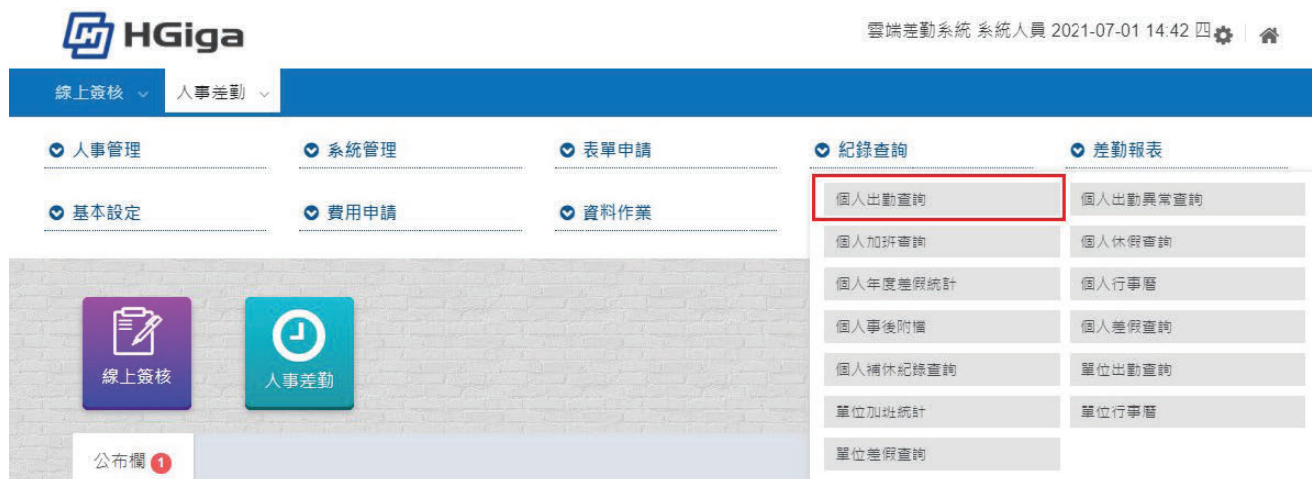 HGiga
雲端差勤系統 系統人員 2021-07-01 14:42 四
線上簽核 人事差勤
人事管理 系統管理 表單申請 紀錄查詢 差勤報表
個人出勤查詢 個人出勤異常查詢
基本設定 費用申請 資料作業
個人加班查詢 個人休假查詢
個人年度差假統計 個人行事曆
個人事後附檔 個人差假查詢
線上簽核 人事差勤
個人補休紀錄查詢 單位出勤查詢
單位加班統計 單位行事曆
公布欄 1
單位差假查詢